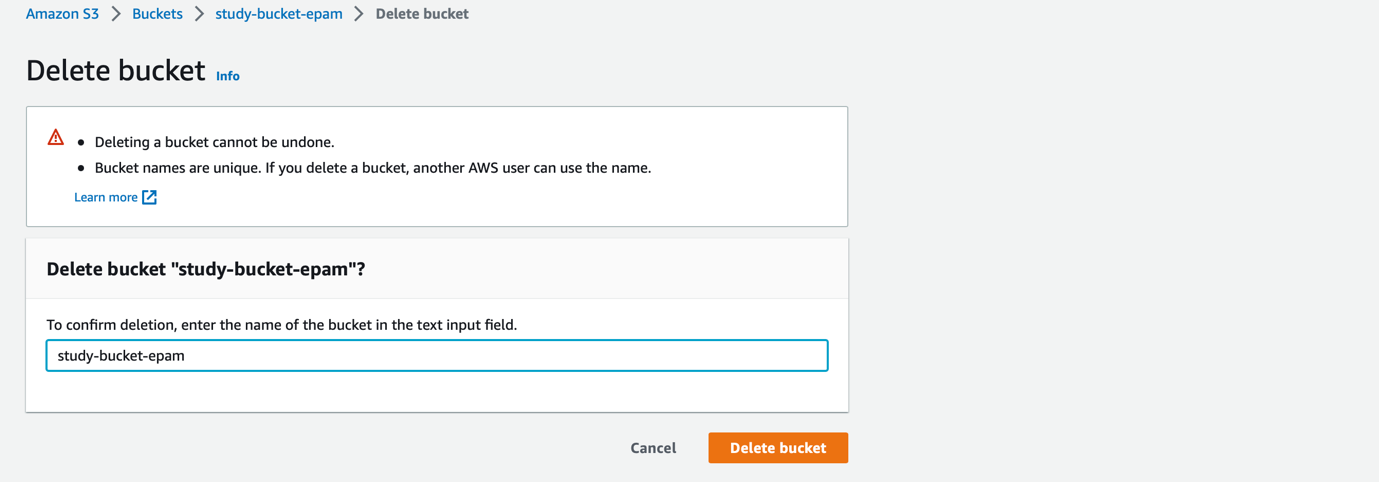 Amazon S3 > Buckets > study-bucket-epam > Delete bucket
Delete bucket Info
• Deleting a bucket cannot be undone.
• Bucket names are unique. If you delete a bucket, another AWS user can use the name.
Learn more
Delete bucket "study-bucket-epam"?
To confirm deletion, enter the name of the bucket in the text input field.
study-bucket-epam
Cancel Delete bucket